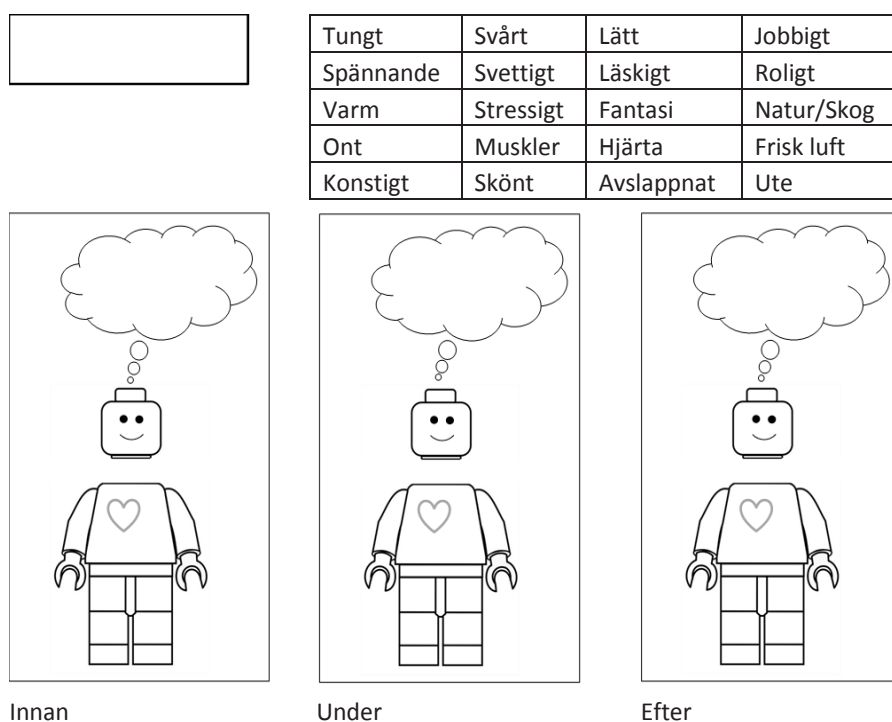 Tungt Svårt Lätt Jobbigt
Spännande Svettigt Läskigt Roligt
Varm Stressigt Fantasi Natur/Skog
Ont Muskler Hjärta Frisk luft
Konstigt Skönt Avslappnat Ute
Innan Under Efter